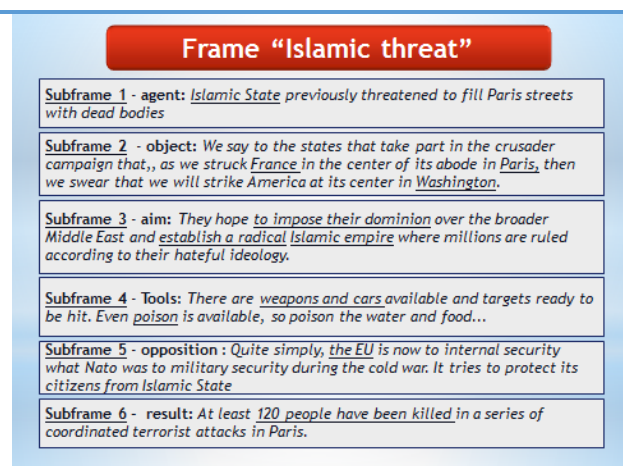 Frame “Islamic threat”
Subframe 1 - agent: Islamic State previously threatened to fill Paris streets
with dead bodies
Subframe 2 - object: We say to the states that take part in the crusader
campaign that,, as we struck France in the center of its abode in Paris, then
we swear that we will strike America at its center in Washington.
Subframe 3 - aim: They hope to impose their dominion over the broader
Middle East and establish a radical Islamic empire where millions are ruled
according to their hateful ideology.
Subframe 4 - Tools: There are weapons and cars available and targets ready to
be hit. Even poison is available, so poison the water and food...
Subframe 5 - opposition : Quite simply, the EU is now to internal security
what Nato was to military security during the cold war. It tries to protect its
citizens from Islamic State
Subframe 6 - result: At least 120 people have been killed in a series of
coordinated terrorist attacks in Paris.